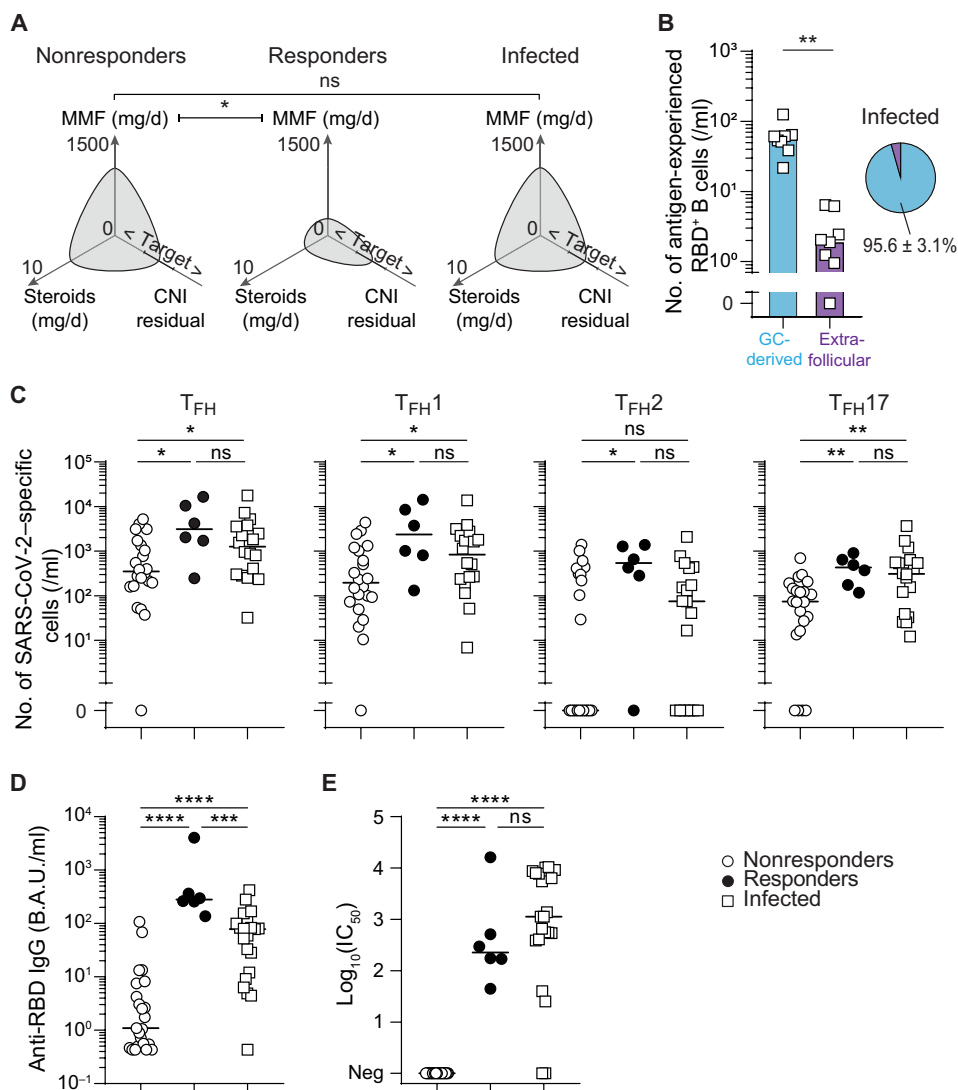 A
Nonresponders
Responders
Infected
ns
*
MMF (mg/d)
MMF (mg/d)
MMF (mg/d)
1500
1500
1500
0
0
0
< Target >
< Target >
< Target >
10
10
10
Steroids
(mg/d)
CNI
residual
Steroids
(mg/d)
CNI
residual
Steroids
(mg/d)
CNI
residual
B
**
No. of antigen-experienced
RBD⁺ B cells (/ml)
10³
10²
10¹
10⁰
0
GC-
derived
Extra-
follicular
Infected
95.6 ± 3.1%
C
No. of SARS-CoV-2–specific
cells (/ml)
10⁵
10⁴
10³
10²
10¹
0
T_FH
*
* ns
T_FH1
*
* ns
T_FH2
ns
* ns
T_FH17
**
** ns
D
Anti-RBD IgG (B.A.U./ml)
10⁴
10³
10²
10¹
10⁰
10⁻¹
****
**** ***
E
Log₁₀(IC₅₀)
5
4
3
2
1
Neg
****
**** ns
Nonresponders
Responders
Infected